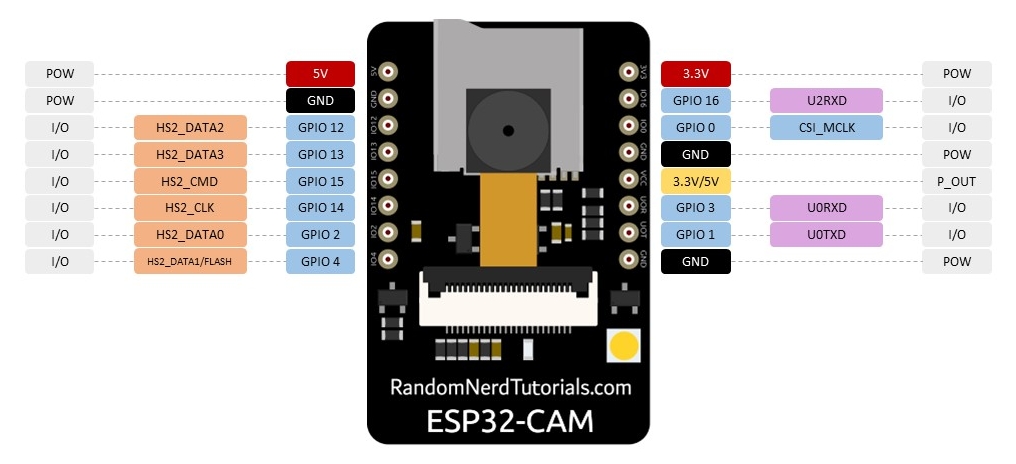 POW 5V 5V 3V3 3.3V POW
POW GND GND IO16 GPIO 16 U2RXD I/O
I/O HS2_DATA2 GPIO 12 IO12 IO0 GPIO 0 CSI_MCLK I/O
I/O HS2_DATA3 GPIO 13 IO13 GND GND POW
I/O HS2_CMD GPIO 15 IO15 VCC 3.3V/5V P_OUT
I/O HS2_CLK GPIO 14 IO14 UOR GPIO 3 U0RXD I/O
I/O HS2_DATA0 GPIO 2 IO2 UOT GPIO 1 U0TXD I/O
I/O HS2_DATA1/FLASH GPIO 4 IO4 GND GND POW
RandomNerdTutorials.com
ESP32-CAM